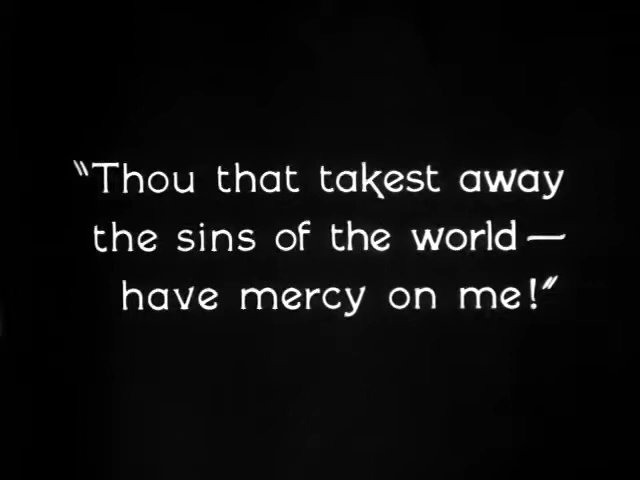 "Thou that takest away
the sins of the world —
have mercy on me!"